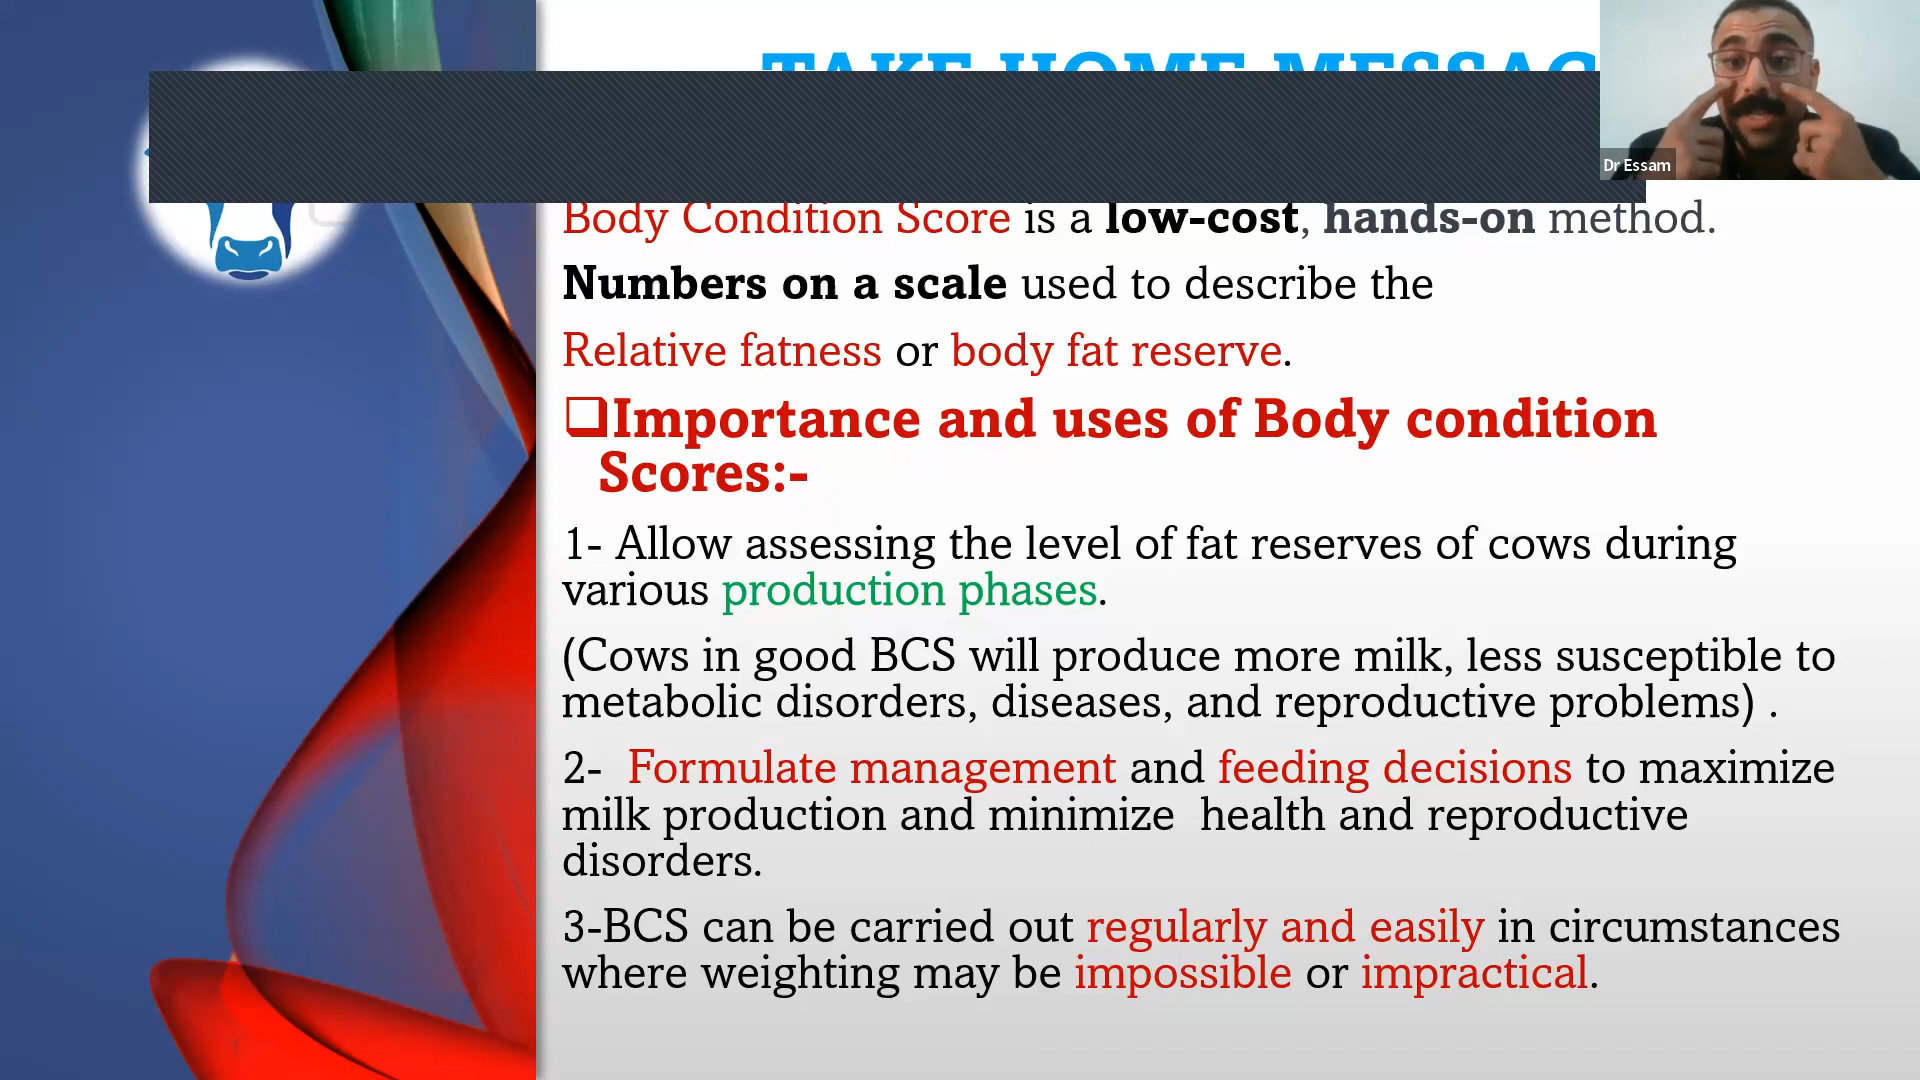 TAKE HOME MESSAG
Dr Essam
Body Condition Score is a low-cost, hands-on method.
Numbers on a scale used to describe the
Relative fatness or body fat reserve.
❑Importance and uses of Body condition
Scores:-
1- Allow assessing the level of fat reserves of cows during
various production phases.
(Cows in good BCS will produce more milk, less susceptible to
metabolic disorders, diseases, and reproductive problems) .
2- Formulate management and feeding decisions to maximize
milk production and minimize health and reproductive
disorders.
3-BCS can be carried out regularly and easily in circumstances
where weighting may be impossible or impractical.